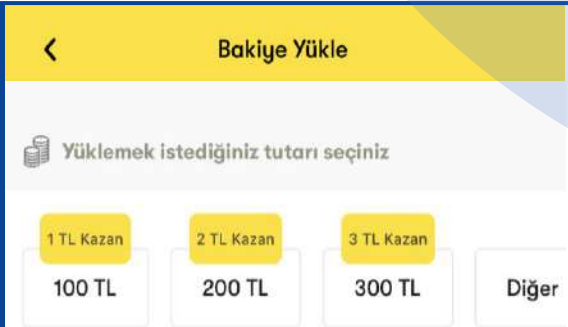 Bakiye Yükle
Yüklemek istediğiniz tutarı seçiniz
1 TL Kazan 2 TL Kazan 3 TL Kazan
100 TL 200 TL 300 TL Diğer